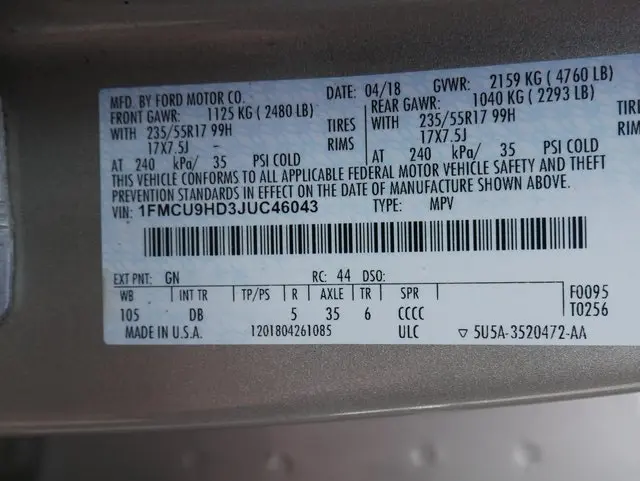 MFD. BY FORD MOTOR CO. DATE: 04/18 GVWR: 2159 KG ( 4760 LB)
FRONT GAWR: 1125 KG ( 2480 LB) REAR GAWR: 1040 KG ( 2293 LB)
WITH 235/55R17 99H TIRES WITH 235/55R17 99H TIRES
17X7.5J - RIMS 17X7.5J RIMS
AT 240 kPa/ 35 PSI COLD AT 240 kPa/ 35 PSI COLD
THIS VEHICLE CONFORMS TO ALL APPLICABLE FEDERAL MOTOR VEHICLE SAFETY AND THEFT
PREVENTION STANDARDS IN EFFECT ON THE DATE OF MANUFACTURE SHOWN ABOVE.
VIN: 1FMCU9HD3JUC46043 TYPE: MPV
EXT PNT: GN RC: 44 DSO:
WB INT TR TP/PS R AXLE TR SPR F0095
105 DB 5 35 6 CCCC T0256
MADE IN U.S.A. 1201804261085 ULC ▽ 5U5A-3520472-AA